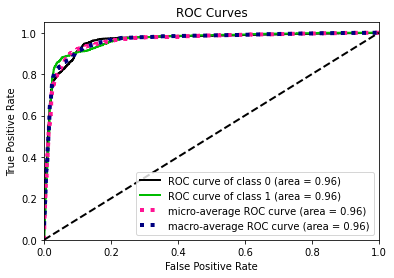 ROC Curves
True Positive Rate
1.0
0.8
0.6
0.4
0.2
0.0
ROC curve of class 0 (area = 0.96)
ROC curve of class 1 (area = 0.96)
micro-average ROC curve (area = 0.96)
macro-average ROC curve (area = 0.96)
0.0 0.2 0.4 0.6 0.8 1.0
False Positive Rate